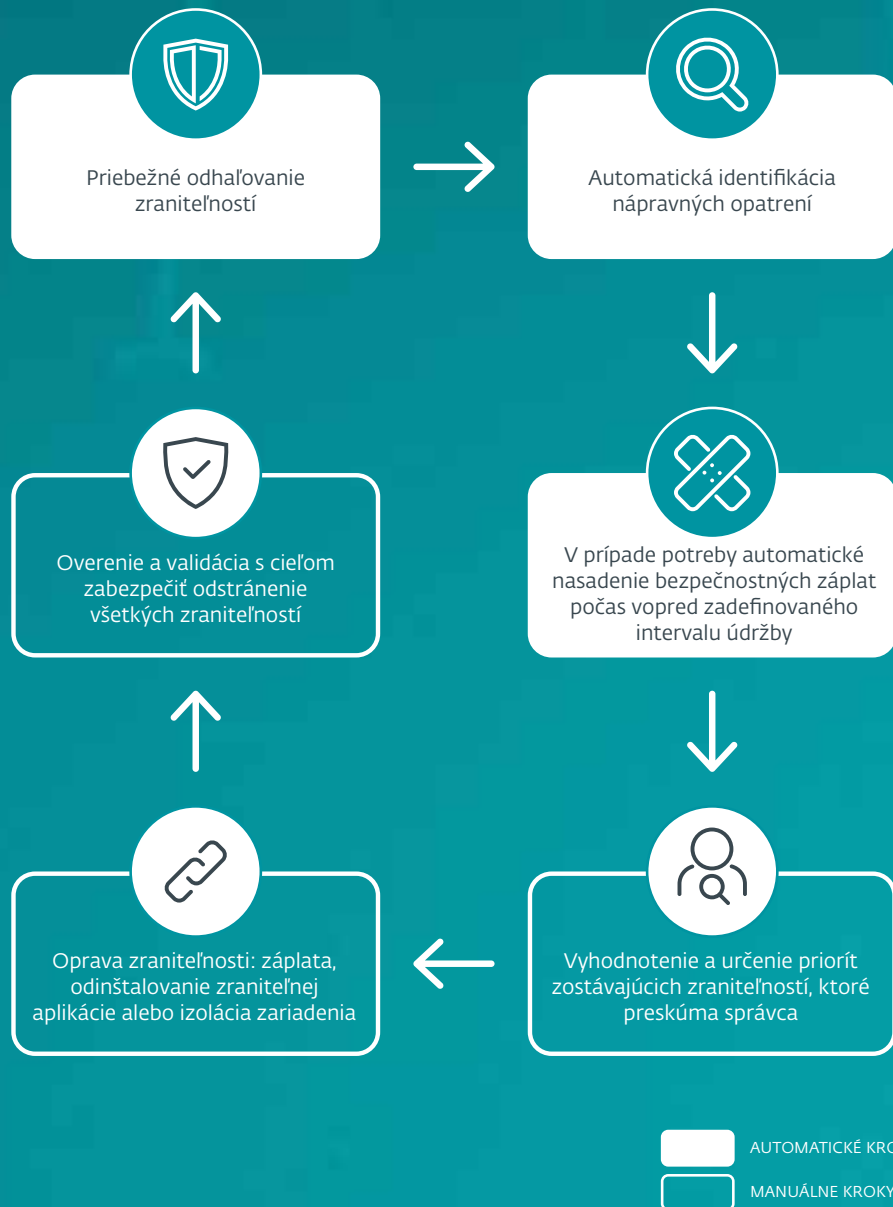 Priebežné odhaľovanie
zraniteľností
Automatická identifikácia
nápravných opatrení
V prípade potreby automatické
nasadenie bezpečnostných záplat
počas vopred zadefinovaného
intervalu údržby
Vyhodnotenie a určenie priorít
zostávajúcich zraniteľností, ktoré
preskúma správca
Oprava zraniteľnosti: záplata,
odinštalovanie zraniteľnej
aplikácie alebo izolácia zariadenia
Overenie a validácia s cieľom
zabezpečiť odstránenie
všetkých zraniteľností
AUTOMATICKÉ
MANUÁLNE KROKY